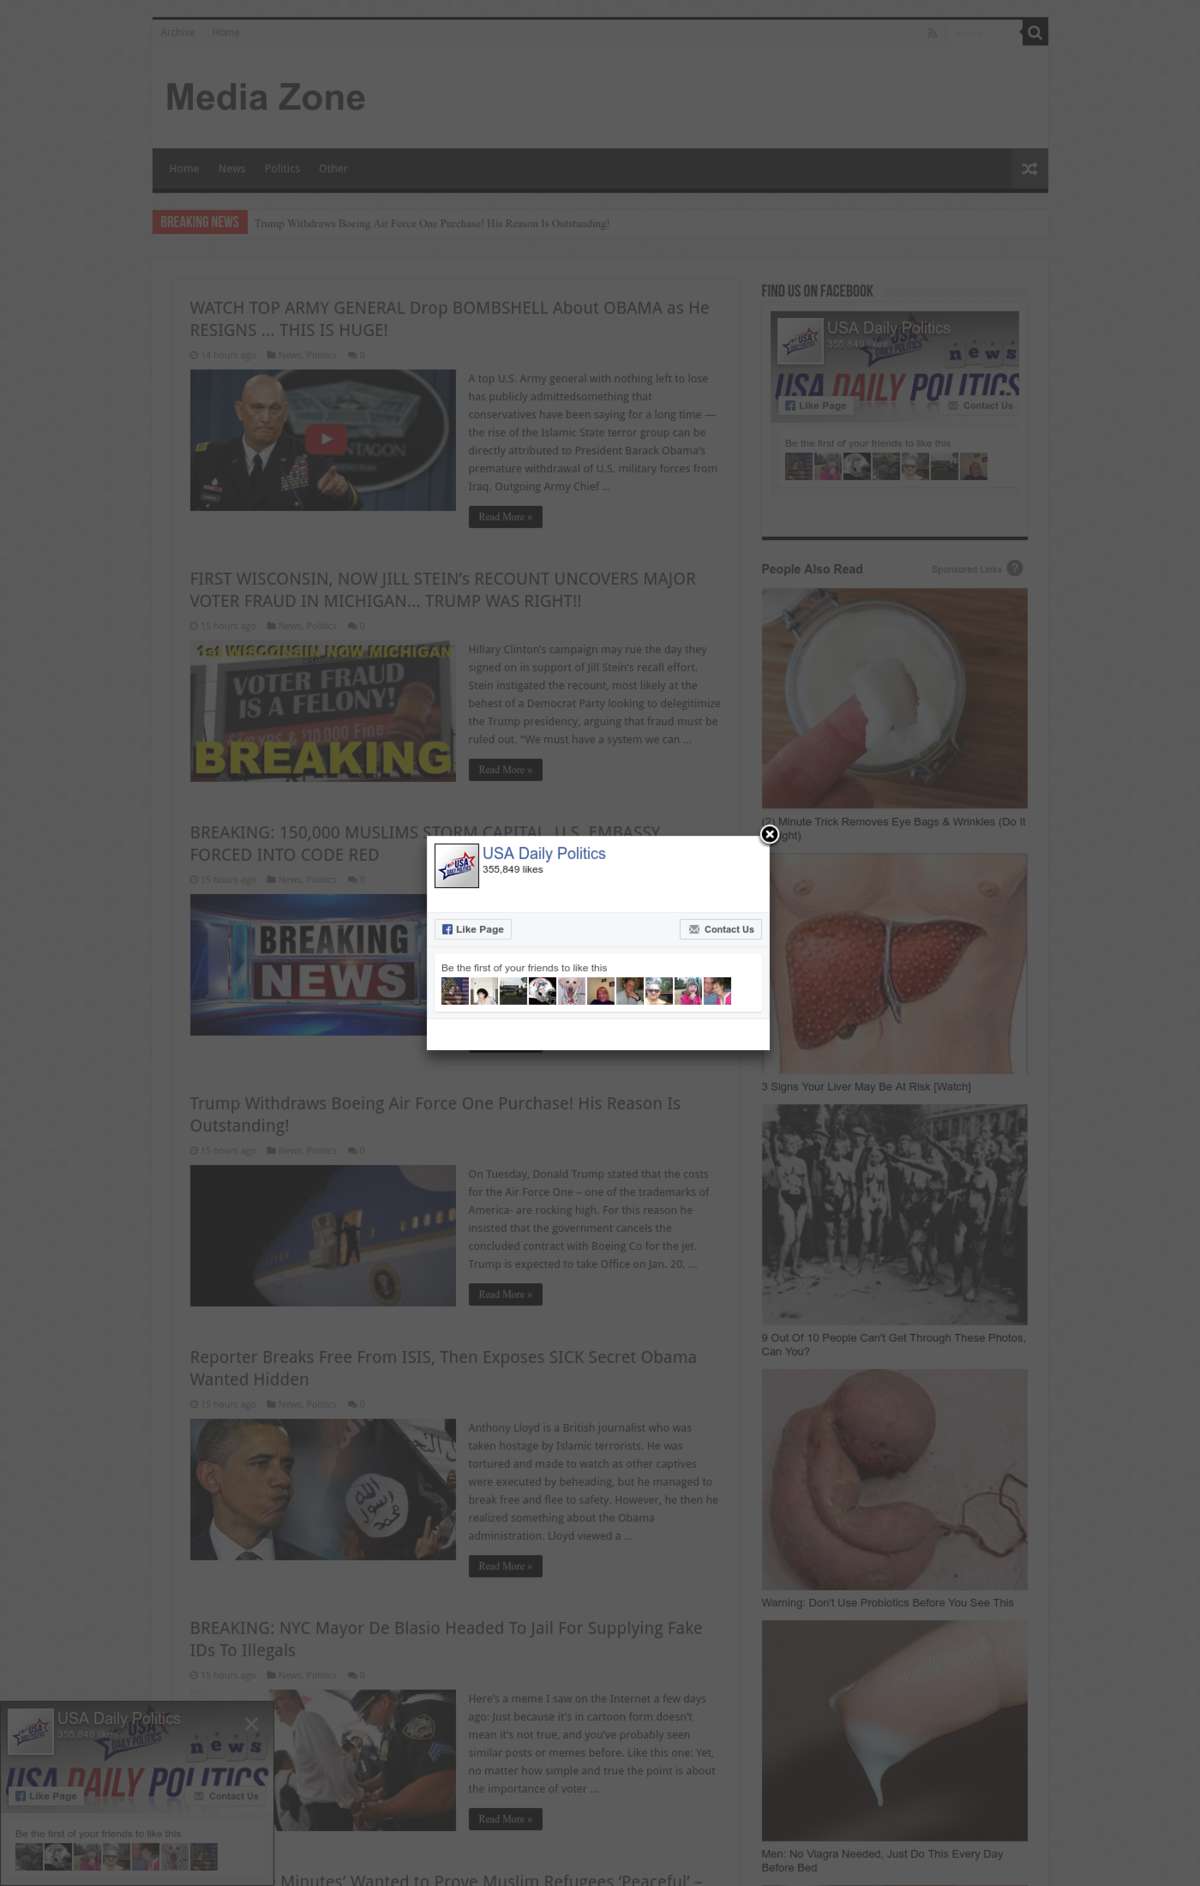 Archive Home
Media Zone
Home News Politics Other
BREAKING NEWS Trump Withdraws Boeing Air Force One Purchase! His Reason Is Outstanding!
WATCH TOP ARMY GENERAL Drop BOMBSHELL About OBAMA as He
RESIGNS ... THIS IS HUGE!
14 hours ago News, Politics 0
A top U.S. Army general with nothing left to lose
has publicly admittedsomething that
conservatives have been saying for a long time —
the rise of the Islamic State terror group can be
directly attributed to President Barack Obama's
premature withdrawal of U.S. military forces from
Iraq. Outgoing Army Chief ...
Read More »
FIRST WISCONSIN, NOW JILL STEIN's RECOUNT UNCOVERS MAJOR
VOTER FRAUD IN MICHIGAN... TRUMP WAS RIGHT!!
15 hours ago News, Politics 0
1st WISCONSIN NOW MICHIGAN
VOTER FRAUD
IS A FELONY!
BREAKING
Hillary Clinton's campaign may rue the day they
signed on in support of Jill Stein's recall effort.
Stein instigated the recount, most likely at the
behest of a Democrat Party looking to delegitimize
the Trump presidency, arguing that fraud must be
ruled out. "We must have a system we can ...
Read More »
BREAKING: 150,000 MUSLIMS STORM CAPITAL, U.S. EMBASSY
FORCED INTO CODE RED
15 hours ago News, Politics 0
BREAKING
NEWS
Trump Withdraws Boeing Air Force One Purchase! His Reason Is
Outstanding!
15 hours ago News, Politics 0
On Tuesday, Donald Trump stated that the costs
for the Air Force One – one of the trademarks of
America- are rocking high. For this reason he
insisted that the government cancels the
concluded contract with Boeing Co for the jet.
Trump is expected to take Office on Jan. 20, ...
Read More »
Reporter Breaks Free From ISIS, Then Exposes SICK Secret Obama
Wanted Hidden
15 hours ago News, Politics 0
Anthony Lloyd is a British journalist who was
taken hostage by Islamic terrorists. He was
tortured and made to watch as other captives
were executed by beheading, but he managed to
break free and flee to safety. However, he then he
realized something about the Obama
administration. Lloyd viewed a ...
Read More »
BREAKING: NYC Mayor De Blasio Headed To Jail For Supplying Fake
IDs To Illegals
15 hours ago News, Politics 0
Here's a meme I saw on the Internet a few days
ago: Just because it's in cartoon form doesn't
mean it's not true, and you've probably seen
similar posts or memes before. Like this one: Yet,
no matter how simple and true the point is about
the importance of voter ...
Read More »
Minutes' Wanted to Prove Muslim Refugees 'Peaceful' –
FIND US ON FACEBOOK
USA Daily Politics
355,849 likes
news
USA DAILY POLITICS
Like Page Contact Us
Be the first of your friends to like this
People Also Read Sponsored Links ?
(2) Minute Trick Removes Eye Bags & Wrinkles (Do It
3 Signs Your Liver May Be At Risk [Watch]
9 Out Of 10 People Can't Get Through These Photos,
Can You?
Warning: Don't Use Probiotics Before You See This
Men: No Viagra Needed, Just Do This Every Day
Before Bed
USA Daily Politics
355,849 likes
Like Page Contact Us
Be the first of your friends to like this
USA Daily Politics
355,849 likes
news
USA DAILY POLITICS
Like Page Contact Us
Be the first of your friends to like this